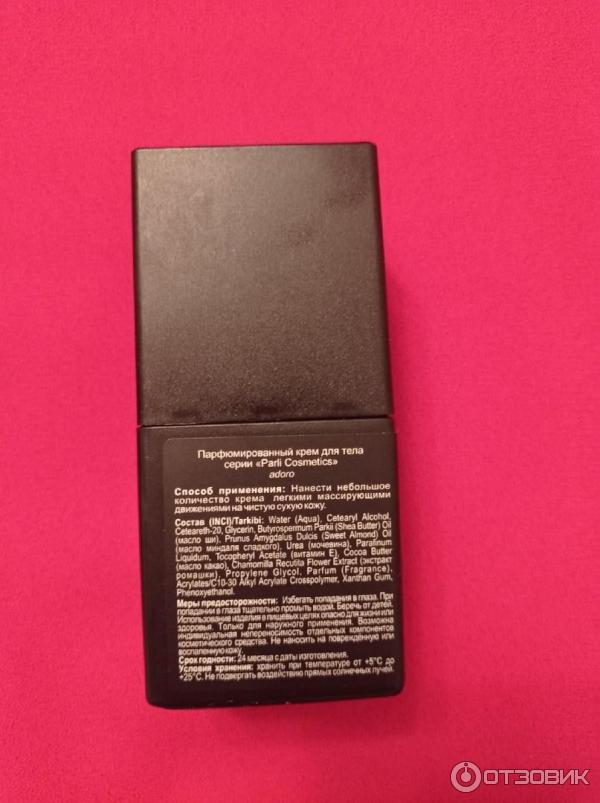 Парфюмированный крем для тела
серии «Parli Cosmetics»
adoro
Способ применения: Нанести небольшое
количество крема легкими массирующими
движениями на чистую сухую кожу.
Состав (INCI)/Tarkibi: Water (Aqua), Cetearyl Alcohol,
Ceteareth-20, Glycerin, Butyrospermum Parkii (Shea Butter) Oil
(масло ши), Prunus Amygdalus Dulcis (Sweet Almond) Oil
(масло миндаля сладкого), Urea (мочевина), Parafinum
Liquidum, Tocopheryl Acetate (витамин Е), Cocoa Butter
(масло какао), Chamomilla Recutita Flower Extract (экстракт
ромашки), Propylene Glycol, Parfum (Fragrance),
Acrylates/C10-30 Alkyl Acrylate Crosspolymer, Xanthan Gum,
Phenoxyethanol.
Меры предосторожности: Избегать попадания в глаза. При
попадании в глаза тщательно промыть водой. Беречь от детей.
Использование изделия в пищевых целях опасно для жизни или
здоровья. Только для наружного применения. Возможна
индивидуальная непереносимость отдельных компонентов
косметического средства. Не наносить на повреждённую или
воспаленную кожу.
Срок годности: 24 месяца с даты изготовления.
Условия хранения: хранить при температуре от +5°С до
+25°С. Не подвергать воздействию прямых солнечных лучей.
ОТЗОВИК